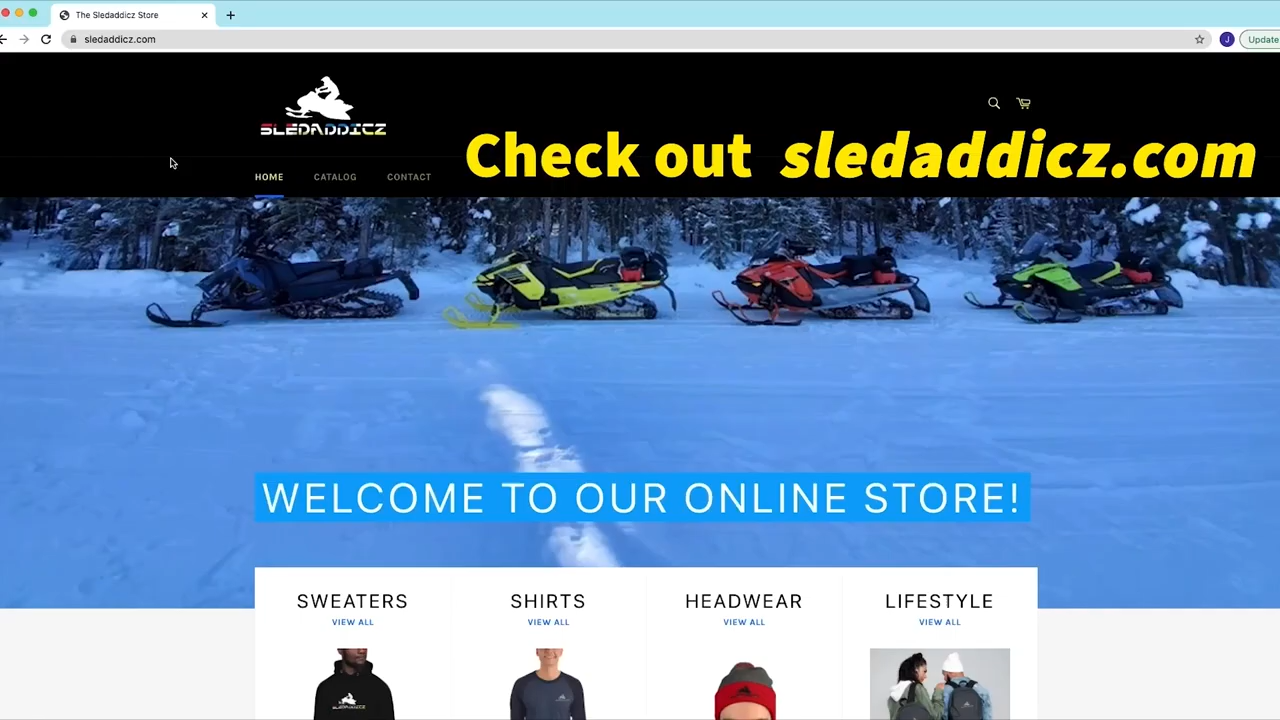 The Sledaddicz Store
sledaddicz.com
J
Update
SLEDADDICZ
Check out sledaddicz.com
HOME CATALOG CONTACT
WELCOME TO OUR ONLINE STORE!
SWEATERS SHIRTS HEADWEAR LIFESTYLE
VIEW ALL VIEW ALL VIEW ALL VIEW ALL
SLEDADDICZ